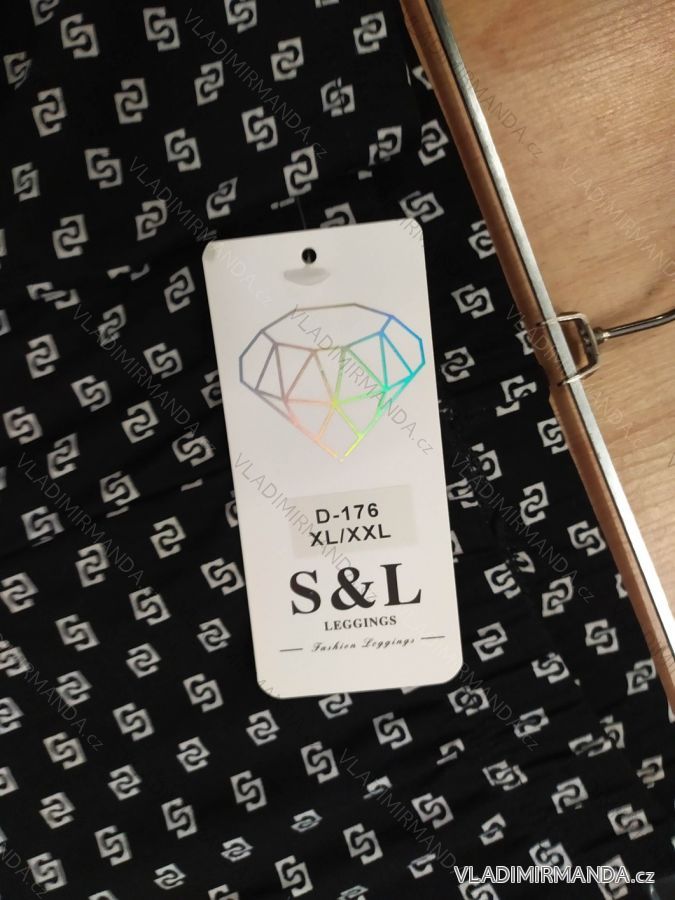 D-176
XL/XXL
S&L
LEGGINGS
Fashion Leggings
VLADIMIRMANDA.cz